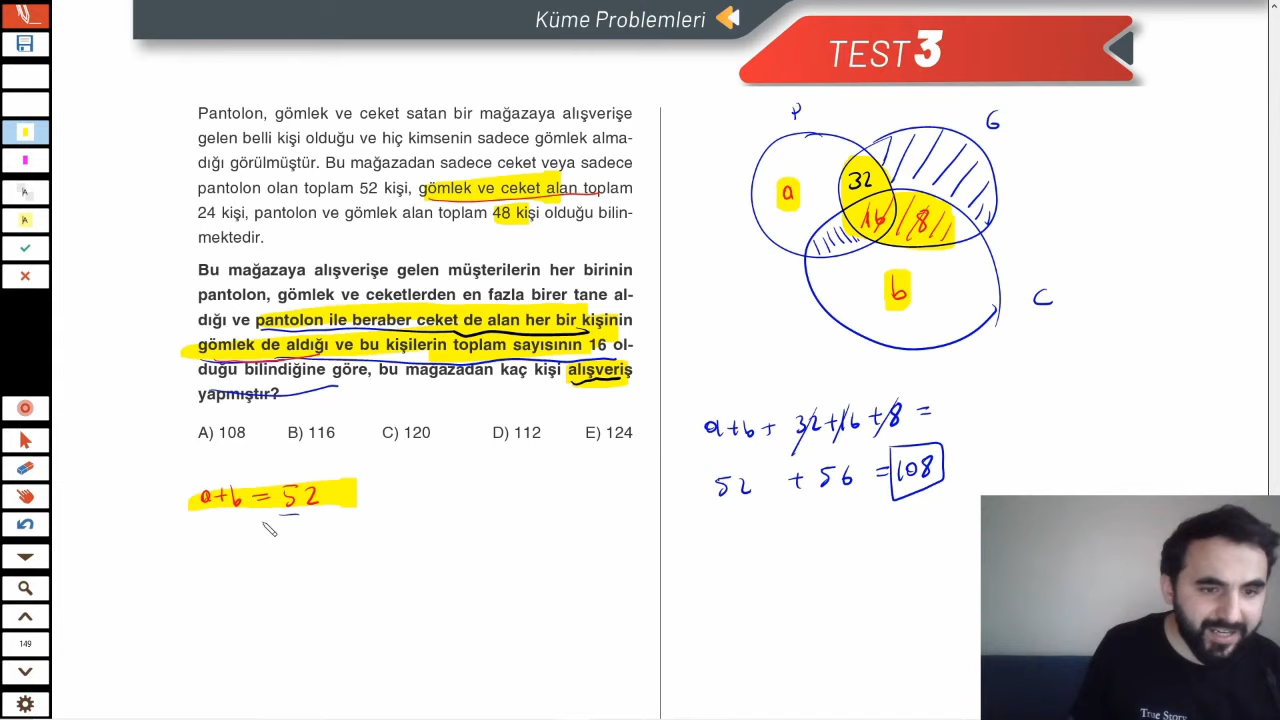 Küme Problemleri
TEST 3
Pantolon, gömlek ve ceket satan bir mağazaya alışverişe
gelen belli kişi olduğu ve hiç kimsenin sadece gömlek alma-
dığı görülmüştür. Bu mağazadan sadece ceket veya sadece
pantolon olan toplam 52 kişi, gömlek ve ceket alan toplam
24 kişi, pantolon ve gömlek alan toplam 48 kişi olduğu bilin-
mektedir.
Bu mağazaya alışverişe gelen müşterilerin her birinin
pantolon, gömlek ve ceketlerden en fazla birer tane al-
dığı ve pantolon ile beraber ceket de alan her bir kişinin
gömlek de aldığı ve bu kişilerin toplam sayısının 16 ol-
duğu bilindiğine göre, bu mağazadan kaç kişi alışveriş
yapmıştır?
A) 108 B) 116 C) 120 D) 112 E) 124
a+b = 52
P
G
32
a
16
8
b
C
a+b+ 32+16+8 =
52 + 56 = 108
A
A
149
True Story